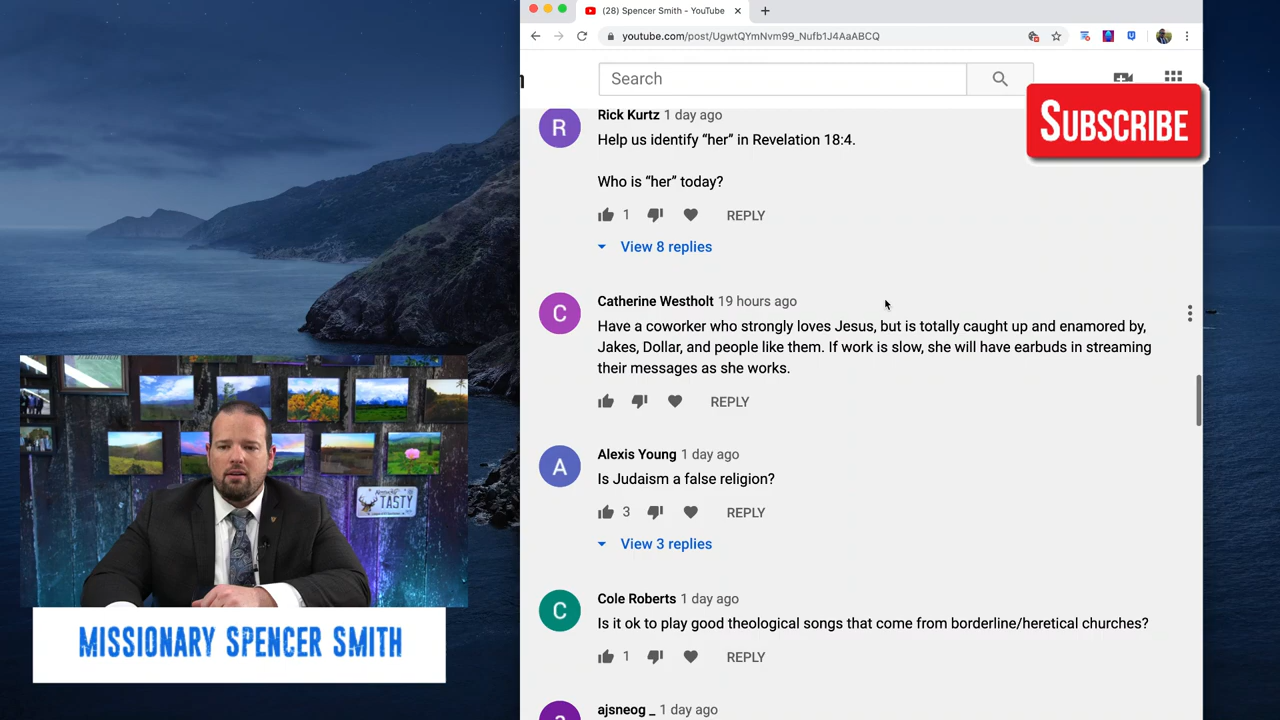 (28) Spencer Smith - YouTube
youtube.com/post/UgwtQYmNvm99_Nufb1J4AaABCQ
Search
SUBSCRIBE
R
Rick Kurtz 1 day ago
Help us identify “her” in Revelation 18:4.
Who is “her” today?
1 REPLY
View 8 replies
C
Catherine Westholt 19 hours ago
Have a coworker who strongly loves Jesus, but is totally caught up and enamored by,
Jakes, Dollar, and people like them. If work is slow, she will have earbuds in streaming
their messages as she works.
REPLY
A
Alexis Young 1 day ago
Is Judaism a false religion?
3 REPLY
View 3 replies
C
Cole Roberts 1 day ago
Is it ok to play good theological songs that come from borderline/heretical churches?
1 REPLY
ajsneog _ 1 day ago
TASTY
MISSIONARY SPENCER SMITH